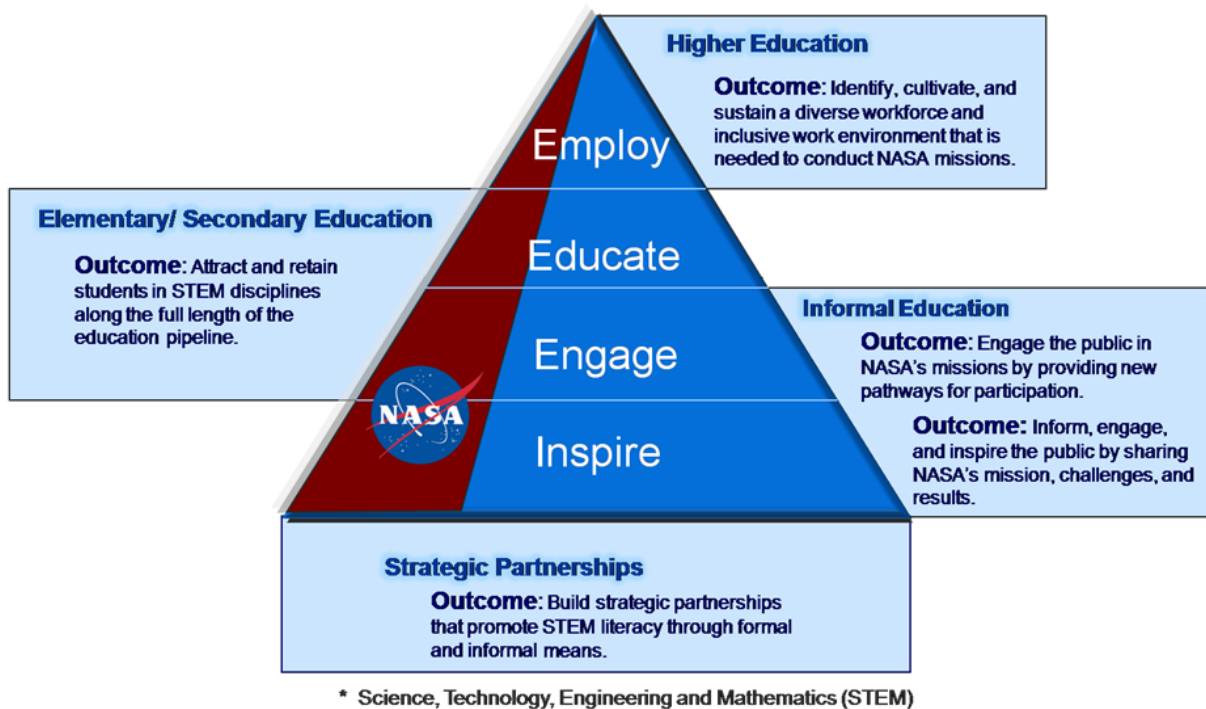 Higher Education
Outcome: Identify, cultivate, and
sustain a diverse workforce and
inclusive work environment that is
needed to conduct NASA missions.
Employ
Elementary/ Secondary Education
Outcome: Attract and retain
students in STEM disciplines
along the full length of the
education pipeline.
Educate
Informal Education
Outcome: Engage the public in
NASA's missions by providing new
pathways for participation.
Outcome: Inform, engage,
and inspire the public by sharing
NASA's mission, challenges, and
results.
Engage
NASA
Inspire
Strategic Partnerships
Outcome: Build strategic partnerships
that promote STEM literacy through formal
and informal means.
* Science, Technology, Engineering and Mathematics (STEM)